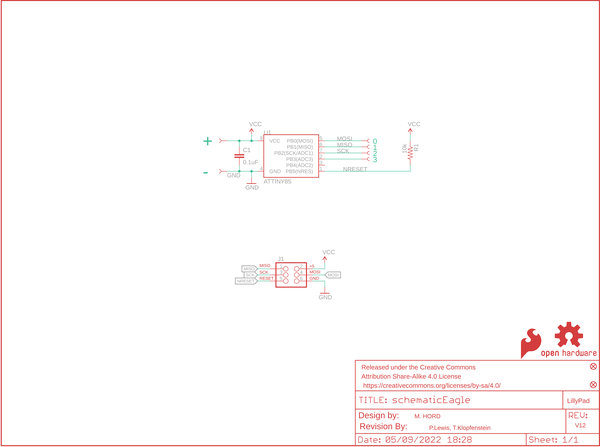 VCC
VCC
U1
+
C1
0.1uF
VCC
GND
PB0(MOSI)
PB1(MISO)
PB2(SCK/ADC1)
PB3(ADC3)
PB4(ADC2)
PB5(NRES)
MOSI
MISO
SCK
NRESET
0
1
2
3
-
GND
GND
ATTINY85
J1
VCC
MISO
SCK
RESET
MISO
SCK
NRESET
+5
MOSI
GND
MOSI
GND
open hardware
Released under the Creative Commons
Attribution Share-Alike 4.0 License
https://creativecommons.org/licenses/by-sa/4.0/
TITLE: schematicEagle
LilyPad
Design by: M. HORD
REV:
V12
Revision By: P.Lewis, T.Klopfenstein
Date: 05/09/2022 18:28
Sheet: 1/1